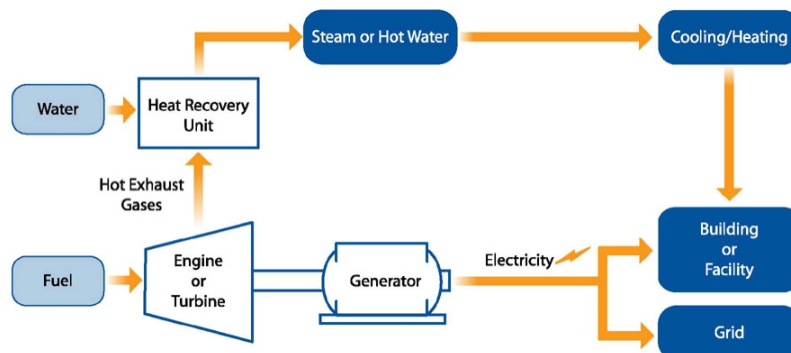 Steam or Hot Water
Cooling/Heating
Water
Heat Recovery
Unit
Hot Exhaust
Gases
Fuel
Engine
or
Turbine
Generator
Electricity
Building
or
Facility
Grid